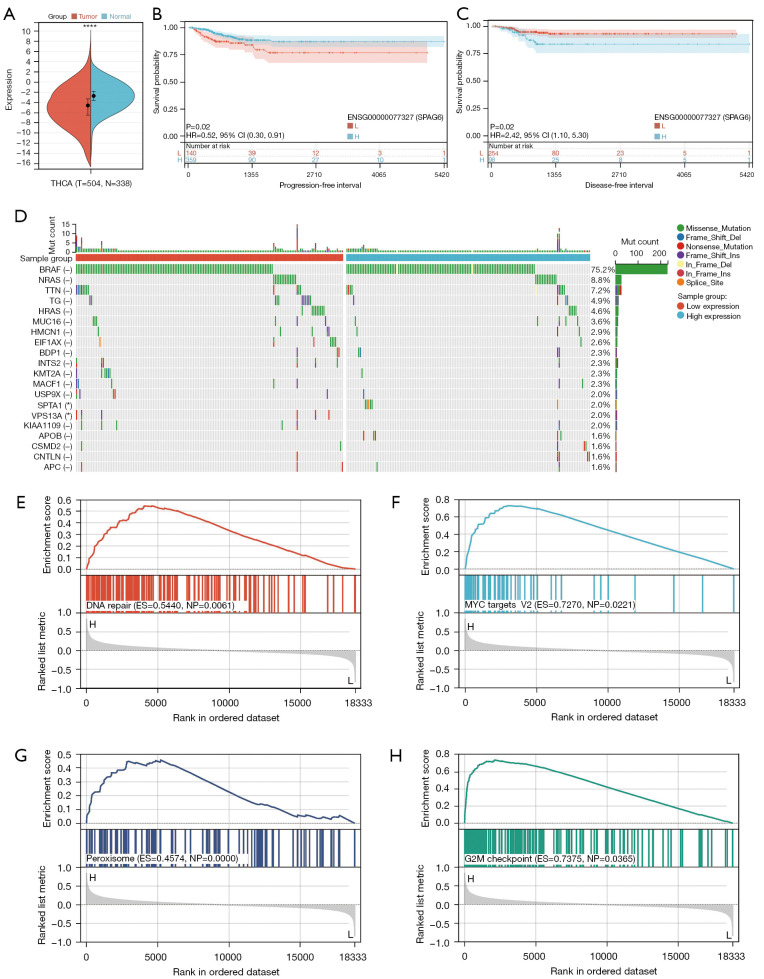 A
Group Tumor Normal
****
10
8
6
4
2
0
−2
−4
−6
−8
−10
−12
−14
−16
Expression
THCA (T=504, N=338)
B
1.00
0.75
0.50
0.25
0.00
Survival probability
P=0.02
HR=0.52, 95% CI (0.30, 0.91)
ENSG00000077327 (SPAG6)
L
H
Number at risk
L 140 39 12 3 1
H 359 90 27 10 1
0 1355 2710 4065 5420
Progression-free interval
C
1.00
0.75
0.50
0.25
0.00
Survival probability
P=0.02
HR=2.42, 95% CI (1.10, 5.30)
ENSG00000077327 (SPAG6)
L
H
Number at risk
L 254 80 23 5 1
H 98 25 8 5 1
0 1355 2710 4065 5420
Disease-free interval
D
Mut count
15
10
5
0
Sample group
BRAF (−) 75.2%
NRAS (−) 8.8%
TTN (−) 7.2%
TG (−) 4.9%
HRAS (−) 4.6%
MUC16 (−) 3.6%
HMCN1 (−) 2.9%
EIF1AX (−) 2.6%
BDP1 (−) 2.3%
INTS2 (−) 2.3%
KMT2A (−) 2.3%
MACF1 (−) 2.3%
USP9X (−) 2.0%
SPTA1 (*) 2.0%
VPS13A (*) 2.0%
KIAA1109 (−) 2.0%
APOB (−) 1.6%
CSMD2 (−) 1.6%
CNTLN (−) 1.6%
APC (−) 1.6%
Mut count
0 100 200
Missense_Mutation
Frame_Shift_Del
Nonsense_Mutation
Frame_Shift_Ins
In_Frame_Del
In_Frame_Ins
Splice_Site
Sample group:
Low expression
High expression
E
0.6
0.5
0.4
0.3
0.2
0.1
0.0
Enrichment score
DNA repair (ES=0.5440, NP=0.0061)
1.0
0.5
0.0
−0.5
−1.0
Ranked list metric
H
L
0 5000 10000 15000 18333
Rank in ordered dataset
F
0.8
0.6
0.4
0.2
0.0
Enrichment score
MYC targets V2 (ES=0.7270, NP=0.0221)
1.0
0.5
0.0
−0.5
−1.0
Ranked list metric
H
L
0 5000 10000 15000 18333
Rank in ordered dataset
G
0.5
0.4
0.3
0.2
0.1
0.0
Enrichment score
Peroxisome (ES=0.4574, NP=0.0000)
1.0
0.5
0.0
−0.5
−1.0
Ranked list metric
H
L
0 5000 10000 15000 18333
Rank in ordered dataset
H
0.8
0.6
0.4
0.2
0.0
Enrichment score
G2M checkpoint (ES=0.7375, NP=0.0365)
1.0
0.5
0.0
−0.5
−1.0
Ranked list metric
H
L
0 5000 10000 15000 18333
Rank in ordered dataset